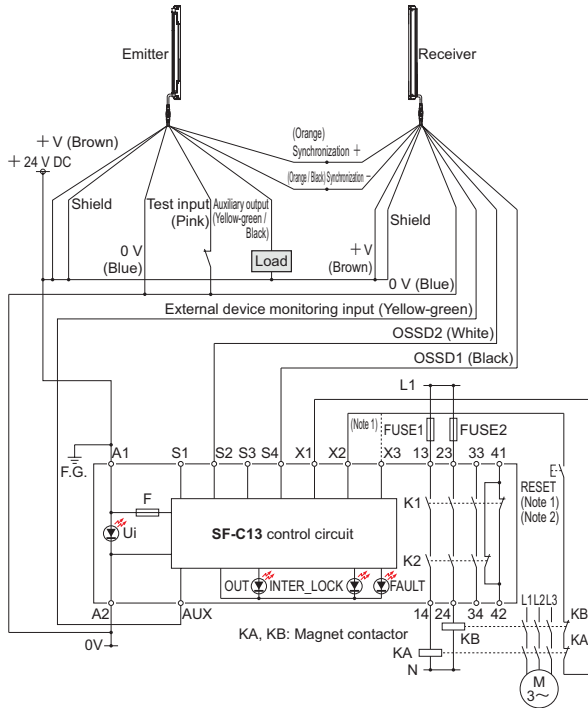 Emitter
Receiver
+V (Brown)
+24 V DC
(Orange)
Synchronization +
(Orange / Black) Synchronization −
Shield
Test input
(Pink)
Auxiliary output
(Yellow-green /
Black)
Shield
0 V
(Blue)
Load
+V
(Brown)
0 V (Blue)
External device monitoring input (Yellow-green)
OSSD2 (White)
OSSD1 (Black)
L1
(Note 1)
FUSE1
FUSE2
F.G.
A1
S1
S2
S3
S4
X1
X2
X3
13
23
33
41
RESET
(Note 1)
(Note 2)
F
Ui
SF-C13 control circuit
K1
K2
OUT
INTER_LOCK
FAULT
A2
AUX
14
24
34
42
L1L2L3
0V
KA, KB: Magnet contactor
KB
KA
N
KB
KA
M
3~